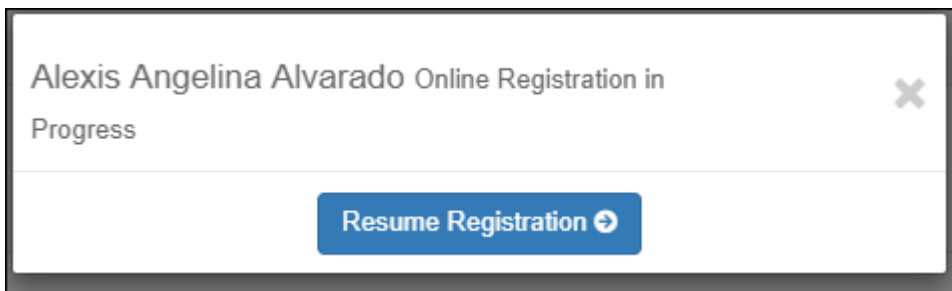 Alexis Angelina Alvarado Online Registration in
Progress
Resume Registration